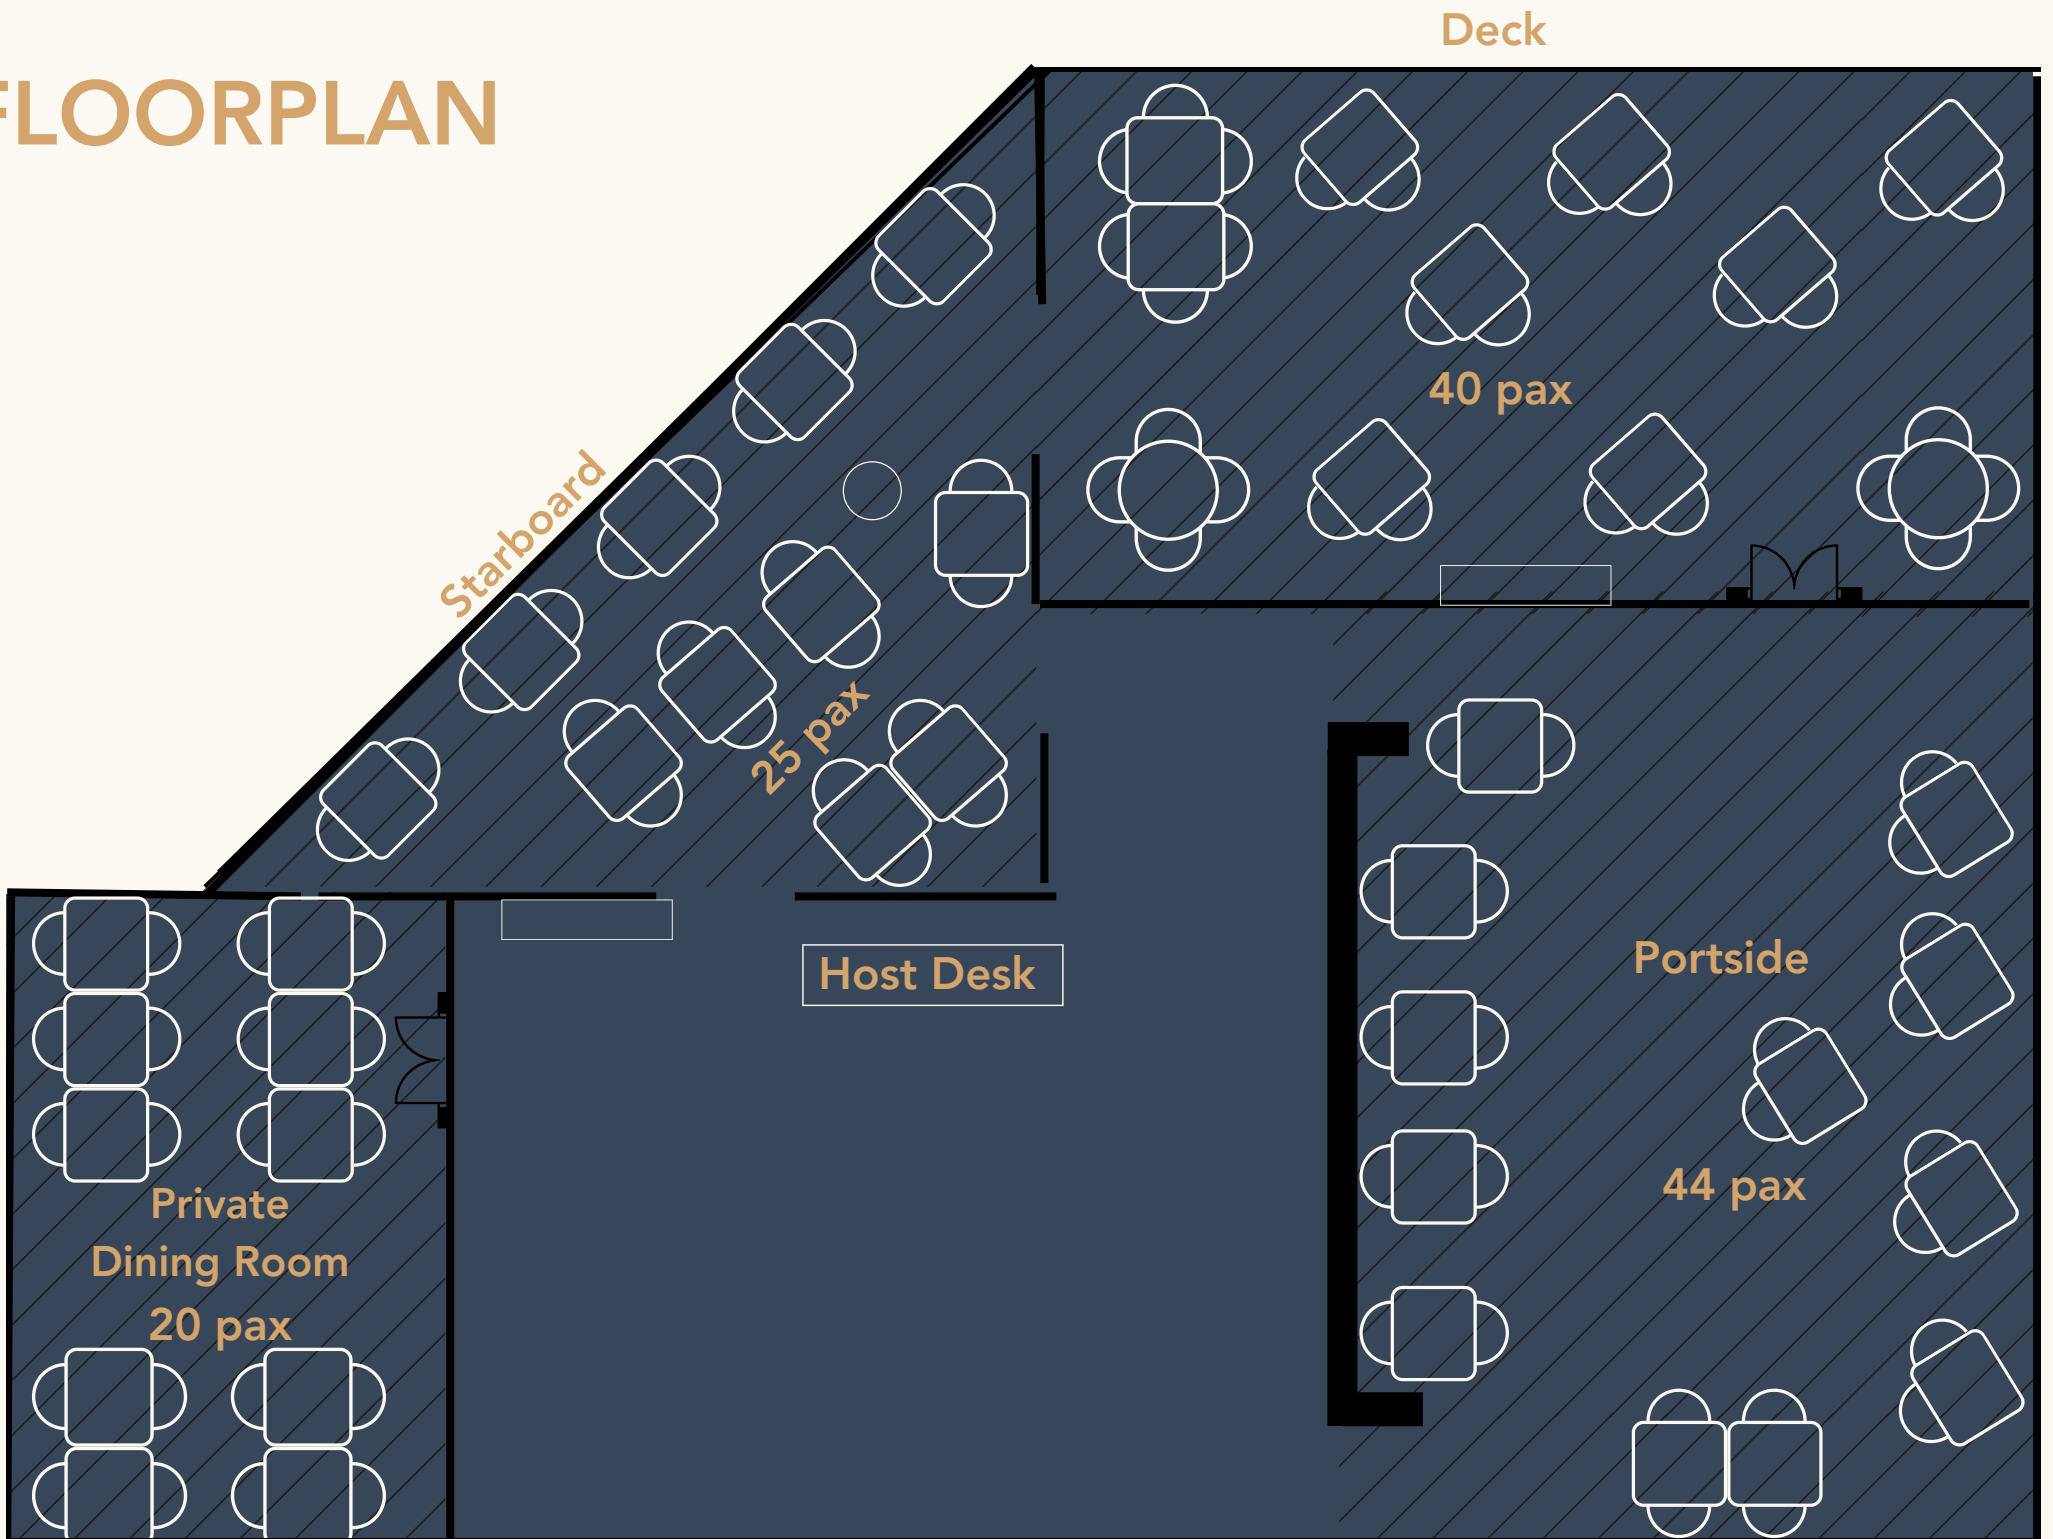 FLOORPLAN
Deck
40 pax
Starboard
25 pax
Host Desk
Portside
44 pax
Private
Dining Room
20 pax